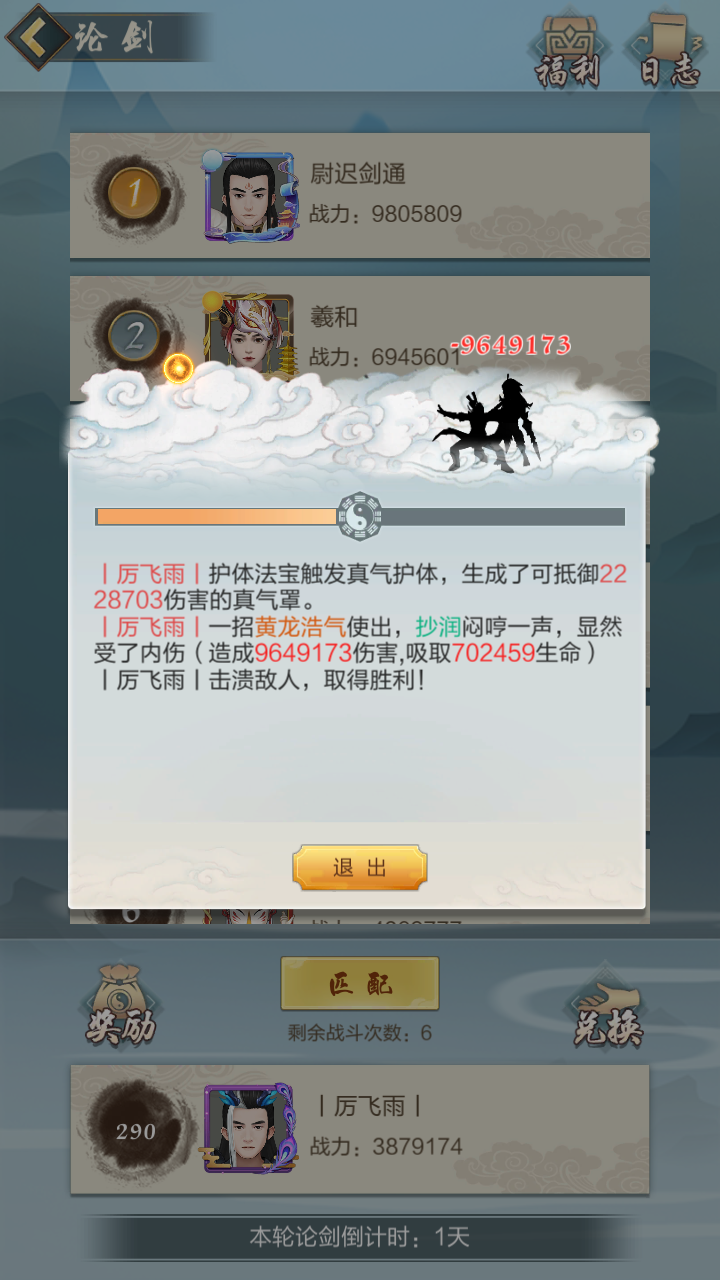 论剑
福利
日志
1
尉迟剑通
战力：9805809
2
羲和
战力：6945601
-9649173
丨厉飞雨丨护体法宝触发真气护体，生成了可抵御22
28703伤害的真气罩。
丨厉飞雨丨一招黄龙浩气使出，抄润闷哼一声，显然
受了内伤（造成9649173伤害,吸取702459生命）
丨厉飞雨丨击溃敌人，取得胜利！
退出
6
奖励
匹配
剩余战斗次数：6
兑换
290
丨厉飞雨丨
战力：3879174
本轮论剑倒计时：1天